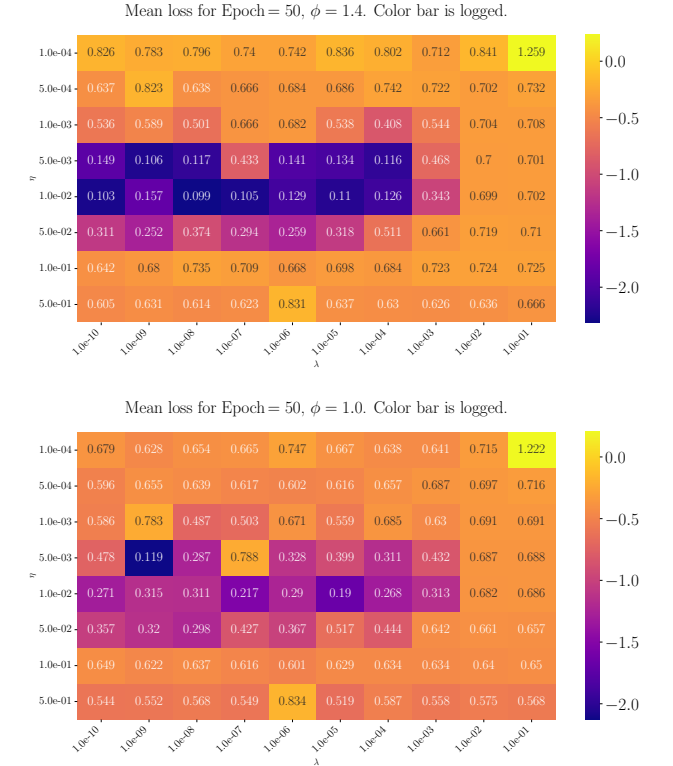 Mean loss for Epoch = 50, ϕ = 1.4. Color bar is logged.
1.0e-04 0.826 0.783 0.796 0.74 0.742 0.836 0.802 0.712 0.841 1.259
5.0e-04 0.637 0.823 0.638 0.666 0.684 0.686 0.742 0.722 0.702 0.732
1.0e-03 0.536 0.589 0.501 0.666 0.682 0.538 0.408 0.544 0.704 0.708
5.0e-03 0.149 0.106 0.117 0.433 0.141 0.134 0.116 0.468 0.7 0.701
1.0e-02 0.103 0.157 0.099 0.105 0.129 0.11 0.126 0.343 0.699 0.702
5.0e-02 0.311 0.252 0.374 0.294 0.259 0.318 0.511 0.661 0.719 0.71
1.0e-01 0.642 0.68 0.735 0.709 0.668 0.698 0.684 0.723 0.724 0.725
5.0e-01 0.605 0.631 0.614 0.623 0.831 0.637 0.63 0.626 0.636 0.666
η
1.0e-10 1.0e-09 1.0e-08 1.0e-07 1.0e-06 1.0e-05 1.0e-04 1.0e-03 1.0e-02 1.0e-01
λ
0.0
−0.5
−1.0
−1.5
−2.0
Mean loss for Epoch = 50, ϕ = 1.0. Color bar is logged.
1.0e-04 0.679 0.628 0.654 0.665 0.747 0.667 0.638 0.641 0.715 1.222
5.0e-04 0.596 0.655 0.639 0.617 0.602 0.616 0.657 0.687 0.697 0.716
1.0e-03 0.586 0.783 0.487 0.503 0.671 0.559 0.685 0.63 0.691 0.691
5.0e-03 0.478 0.119 0.287 0.788 0.328 0.399 0.311 0.432 0.687 0.688
1.0e-02 0.271 0.315 0.311 0.217 0.29 0.19 0.268 0.313 0.682 0.686
5.0e-02 0.357 0.32 0.298 0.427 0.367 0.517 0.444 0.642 0.661 0.657
1.0e-01 0.649 0.622 0.637 0.616 0.601 0.629 0.634 0.634 0.64 0.65
5.0e-01 0.544 0.552 0.568 0.549 0.834 0.519 0.587 0.558 0.575 0.568
η
1.0e-10 1.0e-09 1.0e-08 1.0e-07 1.0e-06 1.0e-05 1.0e-04 1.0e-03 1.0e-02 1.0e-01
λ
0.0
−0.5
−1.0
−1.5
−2.0